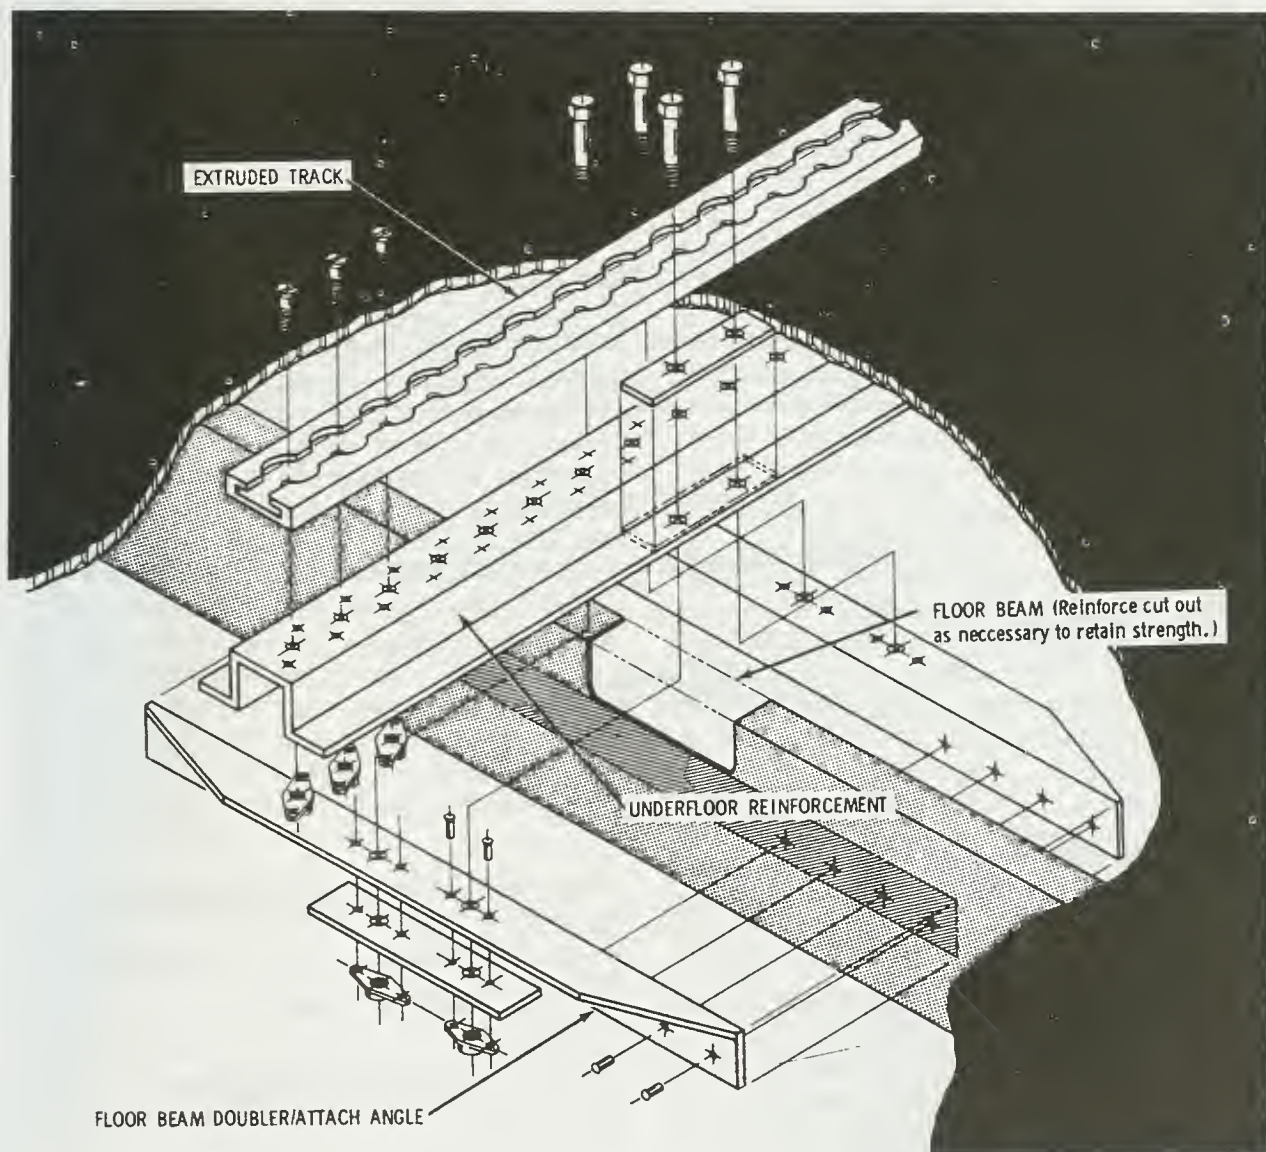 EXTRUDED TRACK
FLOOR BEAM (Reinforce cut out
as neccessary to retain strength.)
UNDERFLOOR REINFORCEMENT
FLOOR BEAM DOUBLER/ATTACH ANGLE